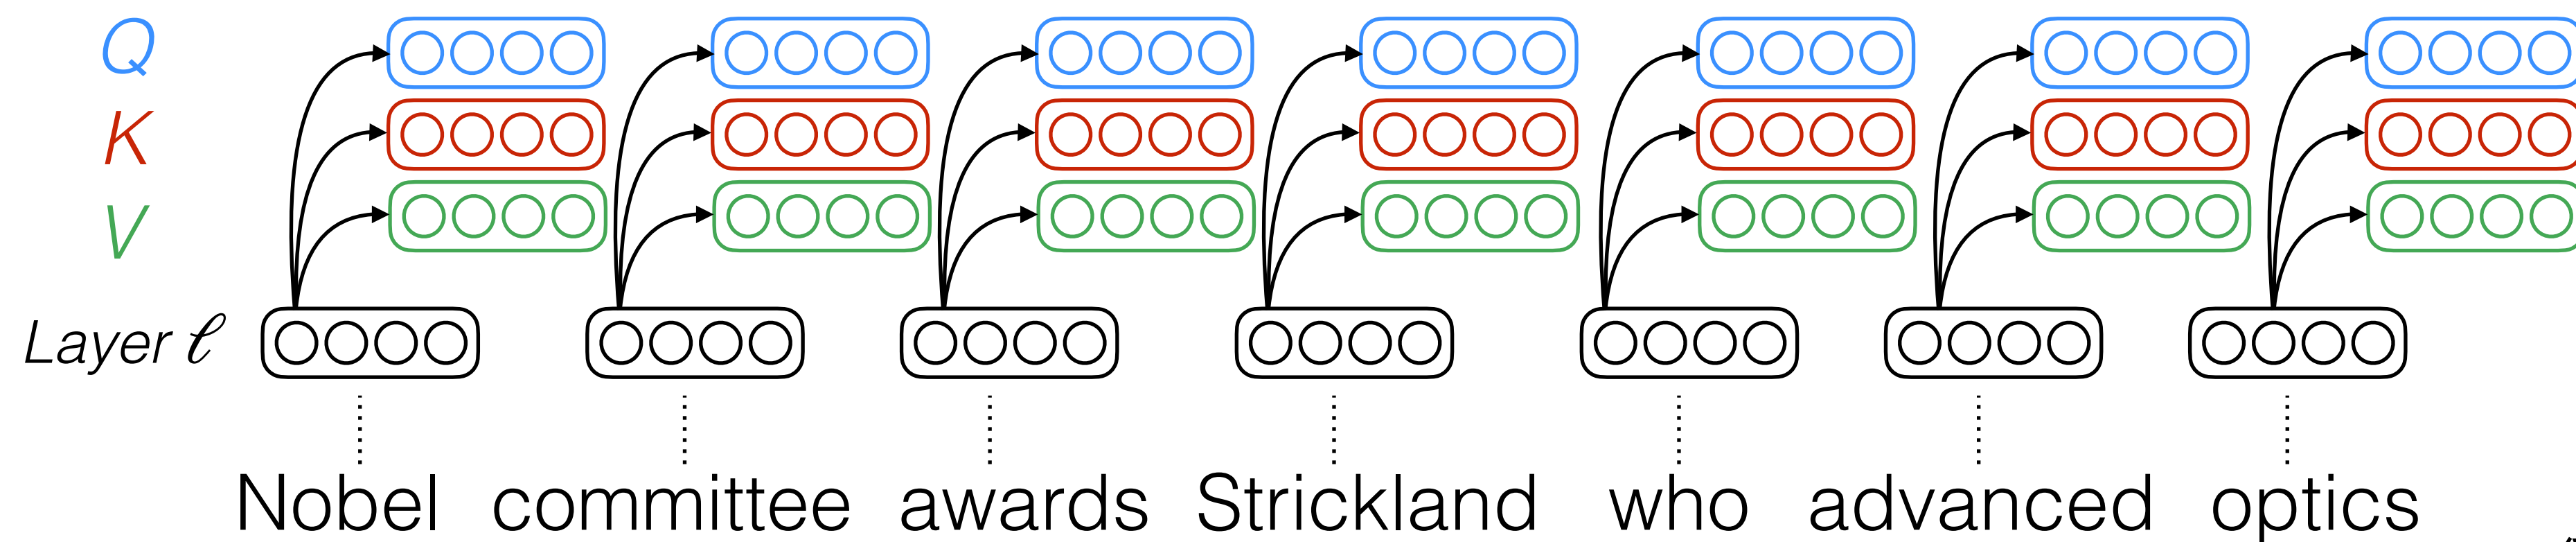 Q
K
V
Layer ℓ
Nobel committee awards Strickland who advanced optics